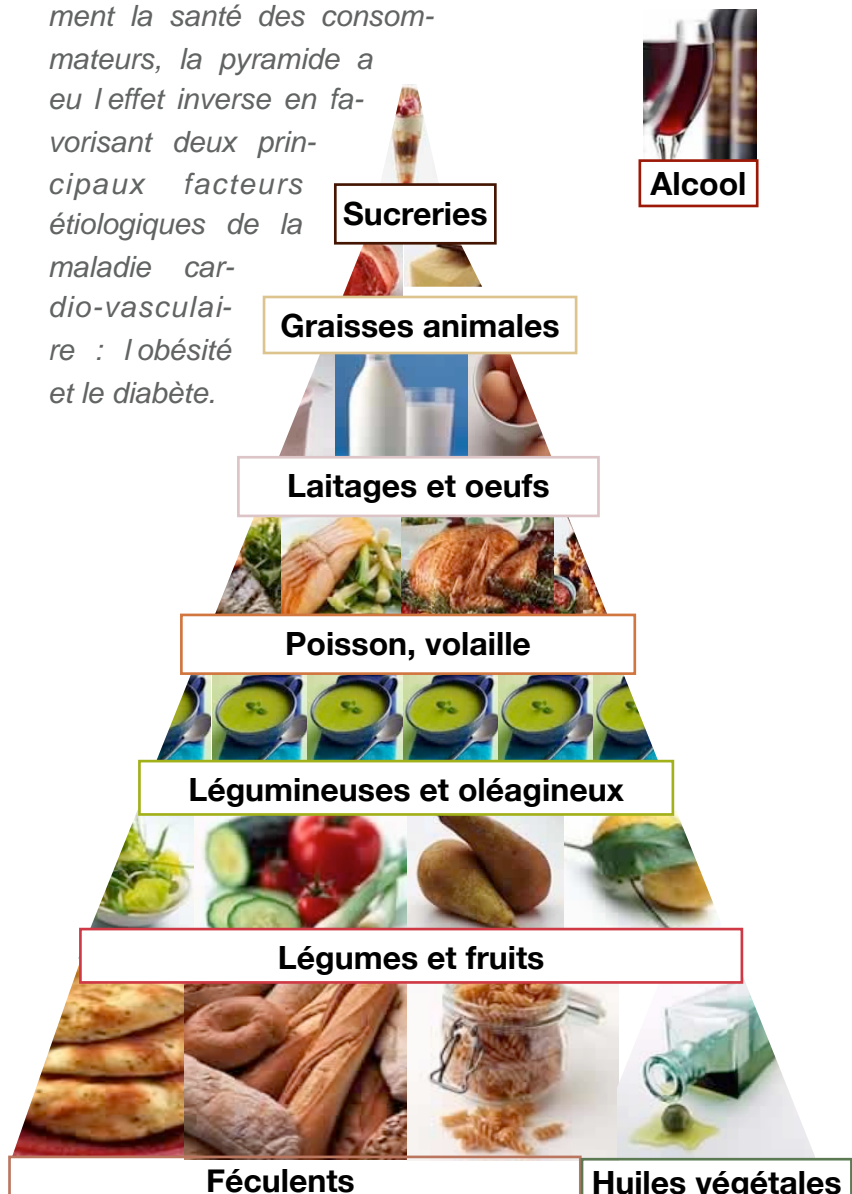 ment la santé des consom-
mateurs, la pyramide a
eu l effet inverse en fa-
vorisant deux prin-
cipaux facteurs
étiologiques de la
maladie car-
dio-vasculai-
re : l obésité
et le diabète.
Alcool
Sucreries
Graisses animales
Laitages et oeufs
Poisson, volaille
Légumineuses et oléagineux
Légumes et fruits
Féculents
Huiles végétales